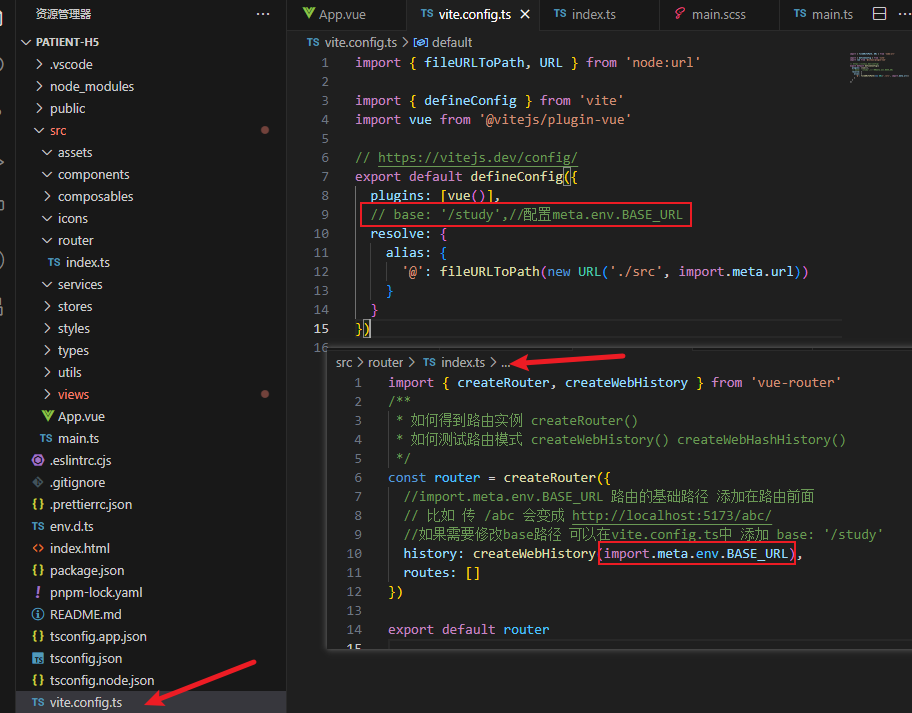 资源管理器
···
PATIENT-H5
.vscode
node_modules
public
src
assets
components
composables
icons
router
TS index.ts
services
stores
styles
types
utils
views
App.vue
TS main.ts
.eslintrc.cjs
.gitignore
{} .prettierrc.json
TS env.d.ts
<> index.html
{} package.json
! pnpm-lock.yaml
README.md
{} tsconfig.app.json
TS tsconfig.json
{} tsconfig.node.json
TS vite.config.ts
App.vue
TS vite.config.ts
TS index.ts
main.scss
TS main.ts
TS vite.config.ts > default
1 import { fileURLToPath, URL } from 'node:url'
2
3 import { defineConfig } from 'vite'
4 import vue from '@vitejs/plugin-vue'
5
6 // https://vitejs.dev/config/
7 export default defineConfig({
8 plugins: [vue()],
9 // base: '/study',//配置meta.env.BASE_URL
10 resolve: {
11 alias: {
12 '@': fileURLToPath(new URL('./src', import.meta.url))
13 }
14 }
15 })
16
src > router > TS index.ts > ...
1 import { createRouter, createWebHistory } from 'vue-router'
2 /**
3 * 如何得到路由实例 createRouter()
4 * 如何测试路由模式 createWebHistory() createWebHashHistory()
5 */
6 const router = createRouter({
7 //import.meta.env.BASE_URL 路由的基础路径 添加在路由前面
8 // 比如 传 /abc 会变成 http://localhost:5173/abc/
9 //如果需要修改base路径 可以在vite.config.ts中 添加 base: '/study'
10 history: createWebHistory(import.meta.env.BASE_URL),
11 routes: []
12 })
13
14 export default router
15